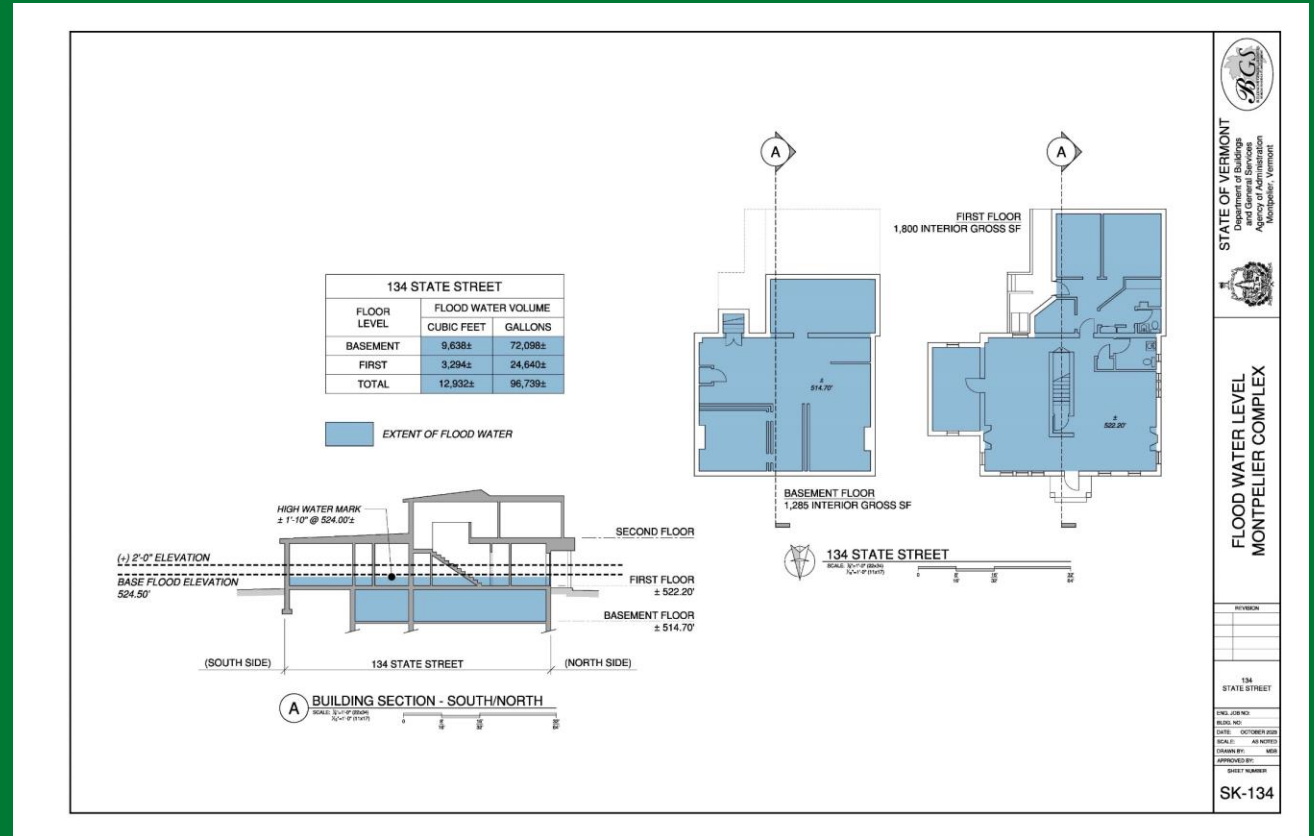 134 STATE STREET
FLOOR LEVEL
FLOOD WATER VOLUME
CUBIC FEET GALLONS
BASEMENT 9,638± 72,098±
FIRST 3,294± 24,640±
TOTAL 12,932± 96,739±
EXTENT OF FLOOD WATER
HIGH WATER MARK
± 1'-10" @ 524.00'±
(+) 2'-0" ELEVATION
BASE FLOOD ELEVATION
524.50'
SECOND FLOOR
FIRST FLOOR
± 522.20'
BASEMENT FLOOR
± 514.70'
(SOUTH SIDE) 134 STATE STREET (NORTH SIDE)
A BUILDING SECTION - SOUTH/NORTH
A
A
FIRST FLOOR
1,800 INTERIOR GROSS SF
±
514.70'
±
522.20'
BASEMENT FLOOR
1,285 INTERIOR GROSS SF
134 STATE STREET
BGS
STATE OF VERMONT
Department of Buildings
and General Services
Agency of Administration
Montpelier, Vermont
FLOOD WATER LEVEL
MONTPELIER COMPLEX
REVISION
134
STATE STREET
ENG. JOB NO:
BLDG. NO:
DATE: OCTOBER
SCALE: AS NOTED
DRAWN BY:
APPROVED BY:
SHEET NUMBER
SK-134